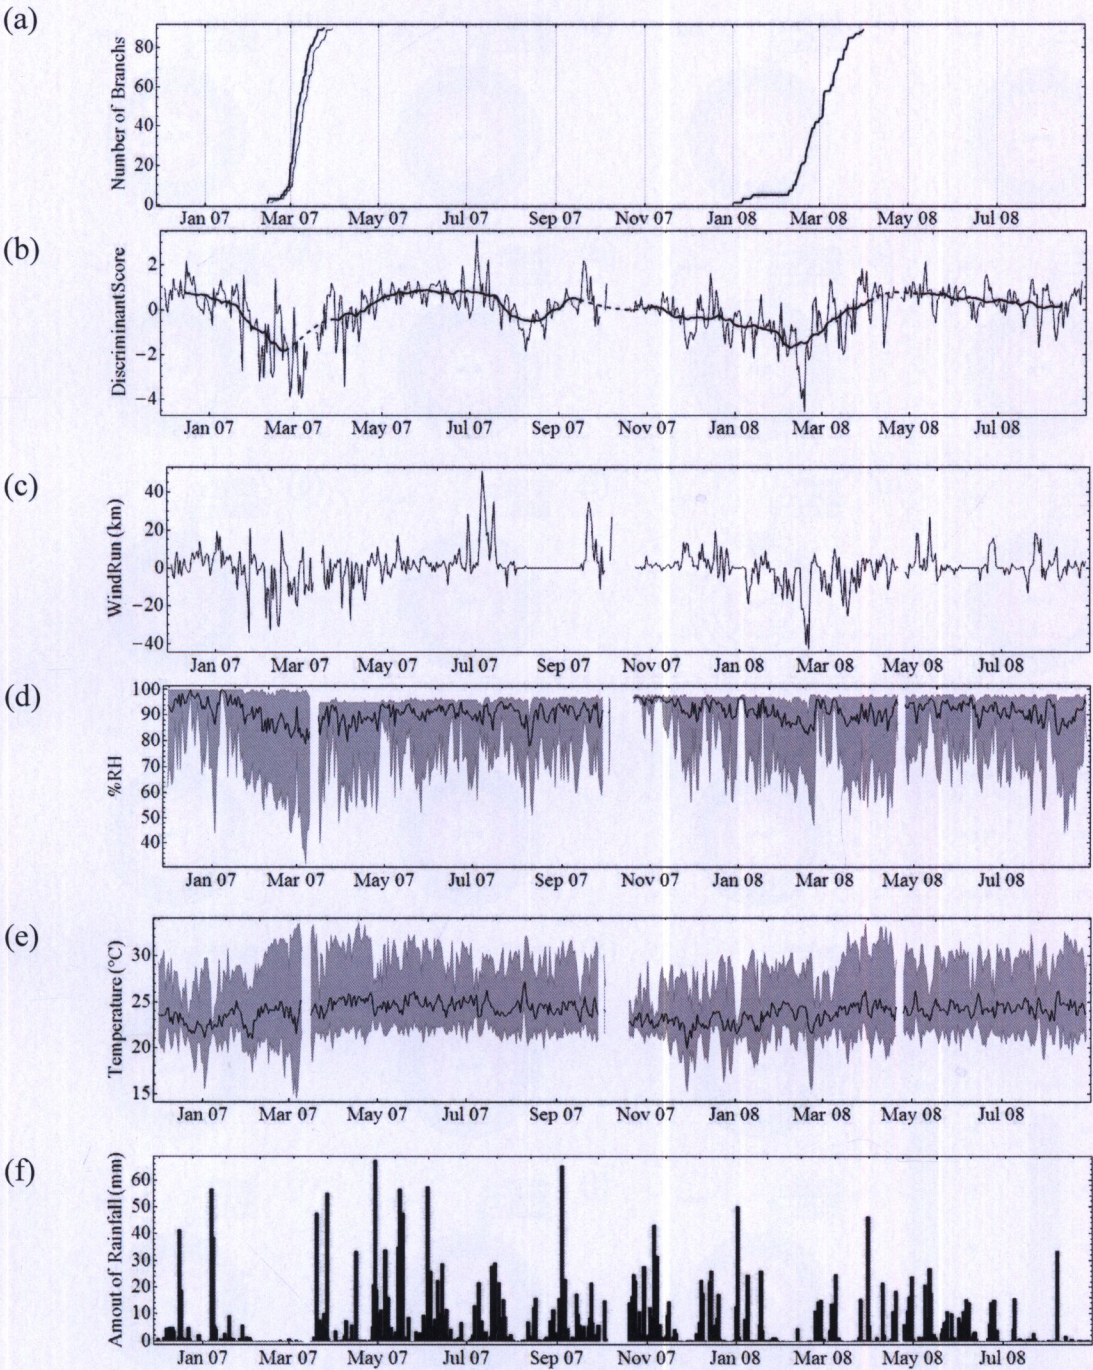 (a)
Number of Branchs
80
60
40
20
0
Jan 07 Mar 07 May 07 Jul 07 Sep 07 Nov 07 Jan 08 Mar 08 May 08 Jul 08
(b)
DiscriminantScore
2
0
−2
−4
Jan 07 Mar 07 May 07 Jul 07 Sep 07 Nov 07 Jan 08 Mar 08 May 08 Jul 08
(c)
WindRun (km)
40
20
0
−20
−40
Jan 07 Mar 07 May 07 Jul 07 Sep 07 Nov 07 Jan 08 Mar 08 May 08 Jul 08
(d)
%RH
100
90
80
70
60
50
40
Jan 07 Mar 07 May 07 Jul 07 Sep 07 Nov 07 Jan 08 Mar 08 May 08 Jul 08
(e)
Temperature (°C)
30
25
20
15
Jan 07 Mar 07 May 07 Jul 07 Sep 07 Nov 07 Jan 08 Mar 08 May 08 Jul 08
(f)
Amout of Rainfall (mm)
60
50
40
30
20
10
0
Jan 07 Mar 07 May 07 Jul 07 Sep 07 Nov 07 Jan 08 Mar 08 May 08 Jul 08